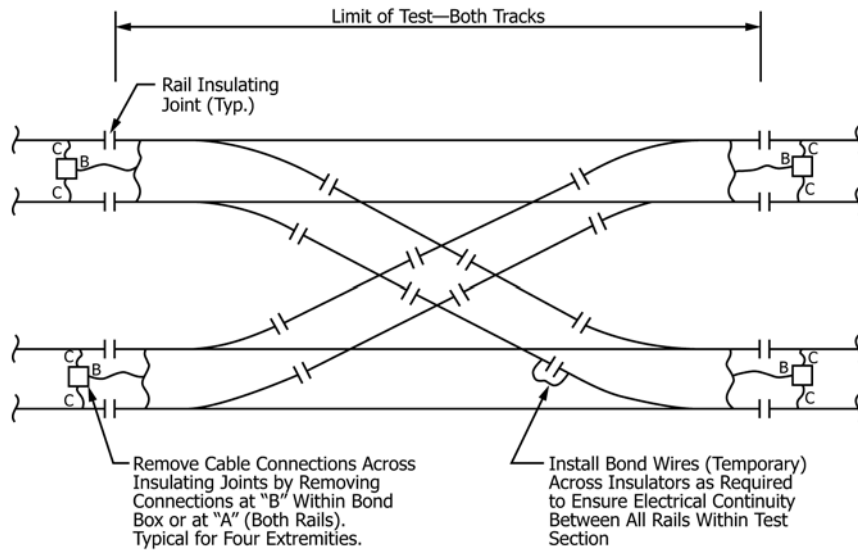 Limit of Test—Both Tracks
Rail Insulating
Joint (Typ.)
C
B
C
C
B
C
C
B
C
C
B
C
Remove Cable Connections Across
Insulating Joints by Removing
Connections at “B” Within Bond
Box or at “A” (Both Rails).
Typical for Four Extremities.
Install Bond Wires (Temporary)
Across Insulators as Required
to Ensure Electrical Continuity
Between All Rails Within Test
Section